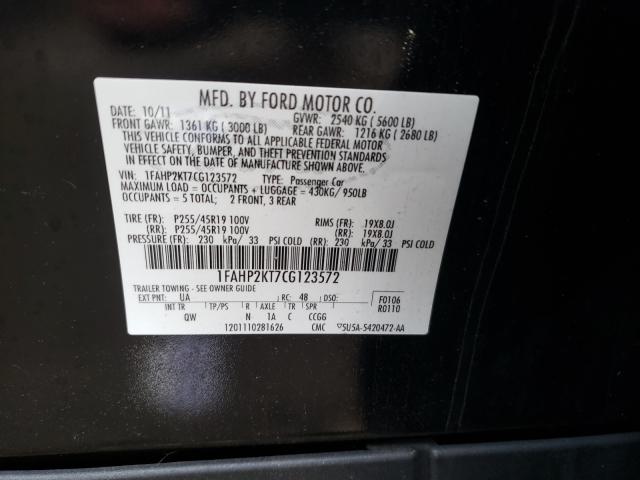 MFD. BY FORD MOTOR CO.
DATE: 10/11 GVWR: 2540 KG ( 5600 LB)
FRONT GAWR: 1361 KG ( 3000 LB) REAR GAWR: 1216 KG ( 2680 LB)
THIS VEHICLE CONFORMS TO ALL APPLICABLE FEDERAL MOTOR
VEHICLE SAFETY, BUMPER, AND THEFT PREVENTION STANDARDS
IN EFFECT ON THE DATE OF MANUFACTURE SHOWN ABOVE.
VIN: 1FAHP2KT7CG123572 TYPE: Passenger Car
MAXIMUM LOAD = OCCUPANTS + LUGGAGE = 430KG/ 950LB
OCCUPANTS = 5 TOTAL; 2 FRONT, 3 REAR
TIRE (FR): P255/45R19 100V RIMS (FR): 19X8.0J
(RR): P255/45R19 100V (RR): 19X8.0J
PRESSURE (FR): 230 kPa/ 33 PSI COLD (RR): 230 kPa/ 33 PSI COLD
1FAHP2KT7CG123572
TRAILER TOWING - SEE OWNER GUIDE
EXT PNT: UA RC: 48 DSO: F0106
INT TR TP/PS R AXLE TR SPR R0110
QW N 1A C CCGG
1201110281626 CMC 5U5A-5420472-AA